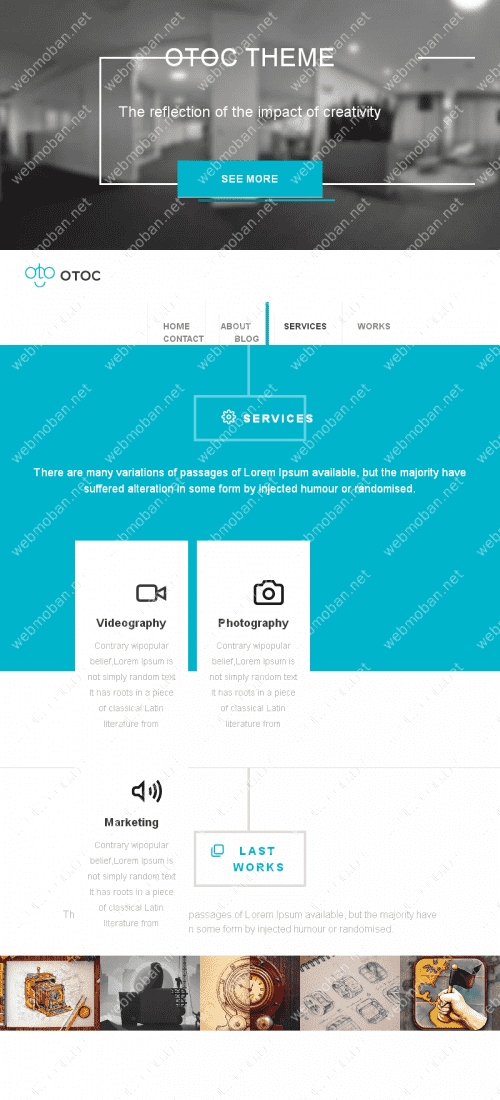 OTOC THEME
The reflection of the impact of creativity
SEE MORE
oto OTOC
HOME ABOUT SERVICES WORKS
CONTACT BLOG
SERVICES
There are many variations of passages of Lorem Ipsum available, but the majority have
suffered alteration in some form by injected humour or randomised.
Videography
Contrary wipopular
belief,Lorem Ipsum is
not simply random text
It has roots in a piece
of classical Latin
literature from
Photography
Contrary wipopular
belief,Lorem Ipsum is
not simply random text
It has roots in a piece
of classical Latin
literature from
Marketing
Contrary wipopular
belief,Lorem Ipsum is
not simply random text
It has roots in a piece
of classical Latin
literature from
LAST
WORKS
Th passages of Lorem Ipsum available, but the majority have
n some form by injected humour or randomised.
webmoban.net